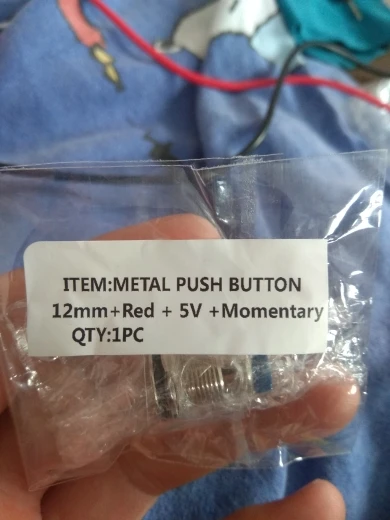 ITEM:METAL PUSH BUTTON
12mm+Red + 5V +Momentary
QTY:1PC